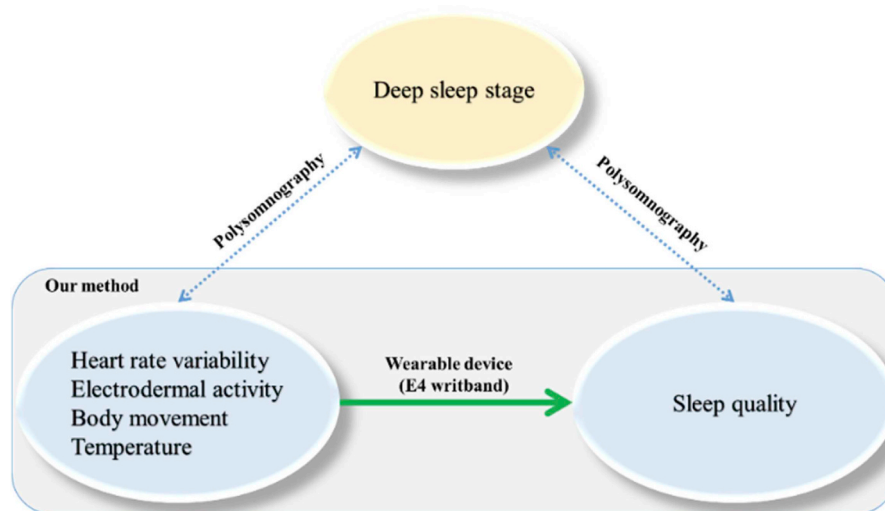 Deep sleep stage
Polysomnography
Polysomnography
Our method
Heart rate variability
Electrodermal activity
Body movement
Temperature
Wearable device
(E4 writband)
Sleep quality